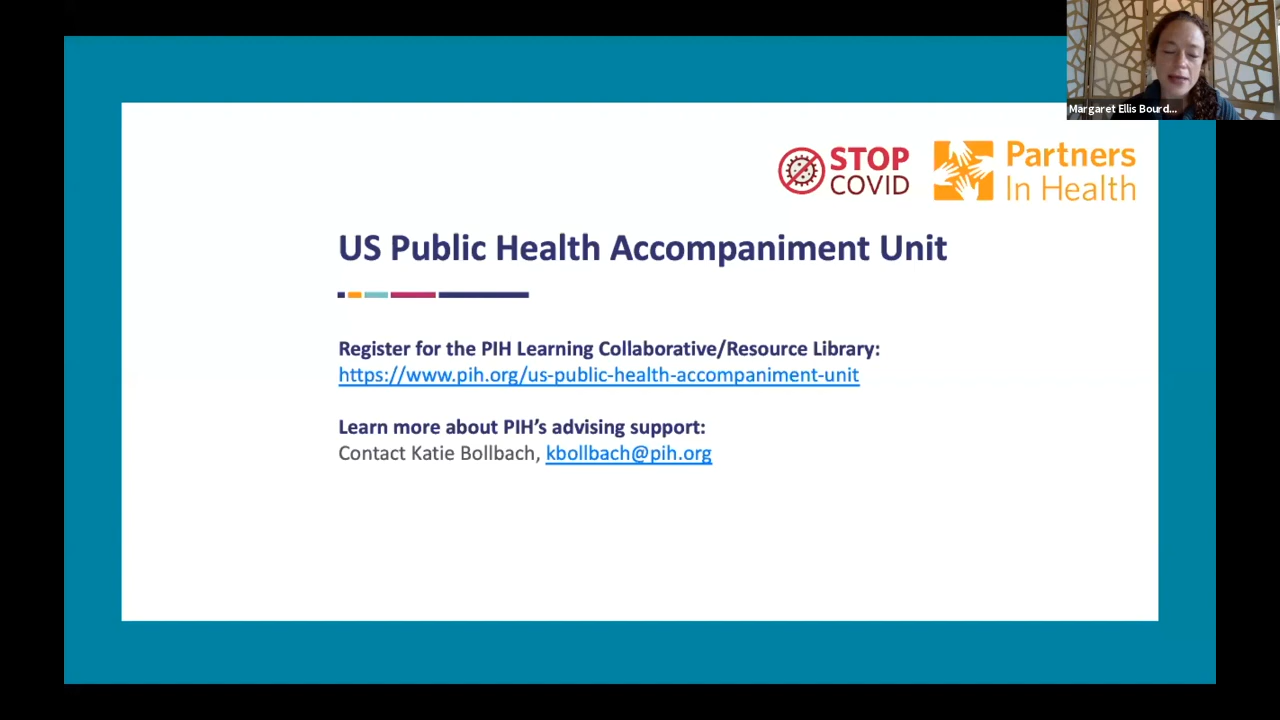 Margaret Ellis Bourd...
STOP
COVID
Partners
In Health
US Public Health Accompaniment Unit
Register for the PIH Learning Collaborative/Resource Library:
https://www.pih.org/us-public-health-accompaniment-unit
Learn more about PIH’s advising support:
Contact Katie Bollbach, kbollbach@pih.org